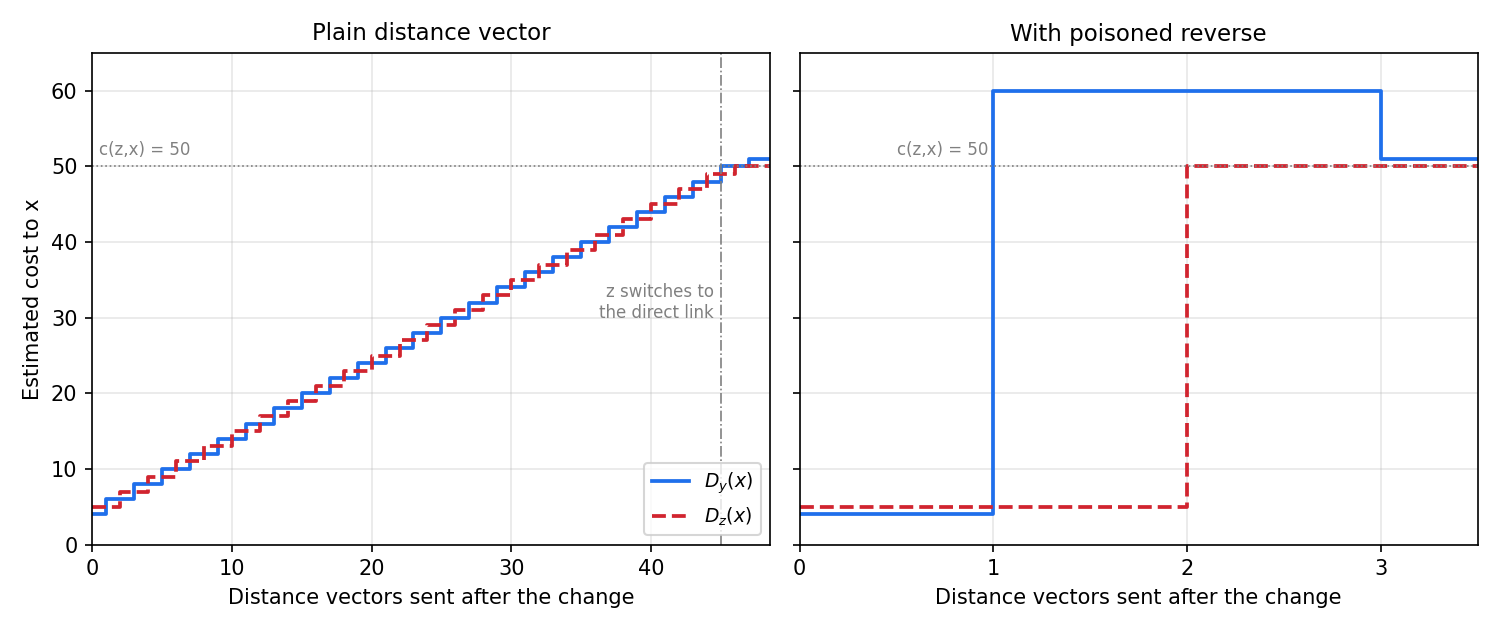 Plain distance vector
Estimated cost to x
60
50
40
30
20
10
0
c(z,x) = 50
z switches to
the direct link
D_y(x)
D_z(x)
0 10 20 30 40
Distance vectors sent after the change
With poisoned reverse
c(z,x) = 50
0 1 2 3
Distance vectors sent after the change